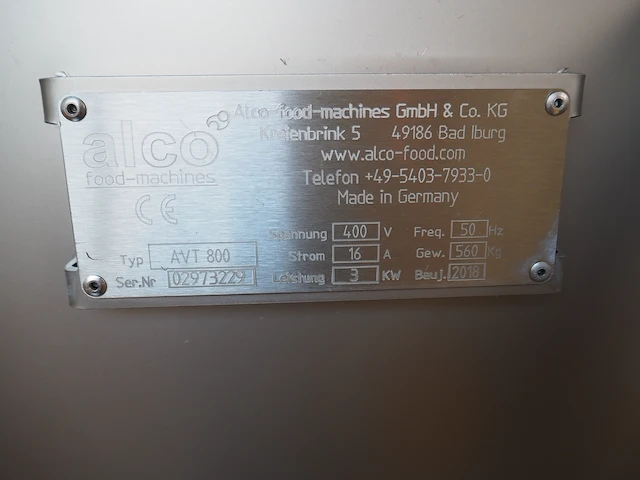 alco
food-machines
CE
Alco-food-machines GmbH & Co. KG
Kreienbrink 5 49186 Bad Iburg
www.alco-food.com
Telefon +49-5403-7933-0
Made in Germany
Spannung 400 V Freq. 50 Hz
Typ AVT 800 Strom 16 A Gew. 560 Kg
Ser.Nr 02973229 Leistung 3 KW Bauj. 2018